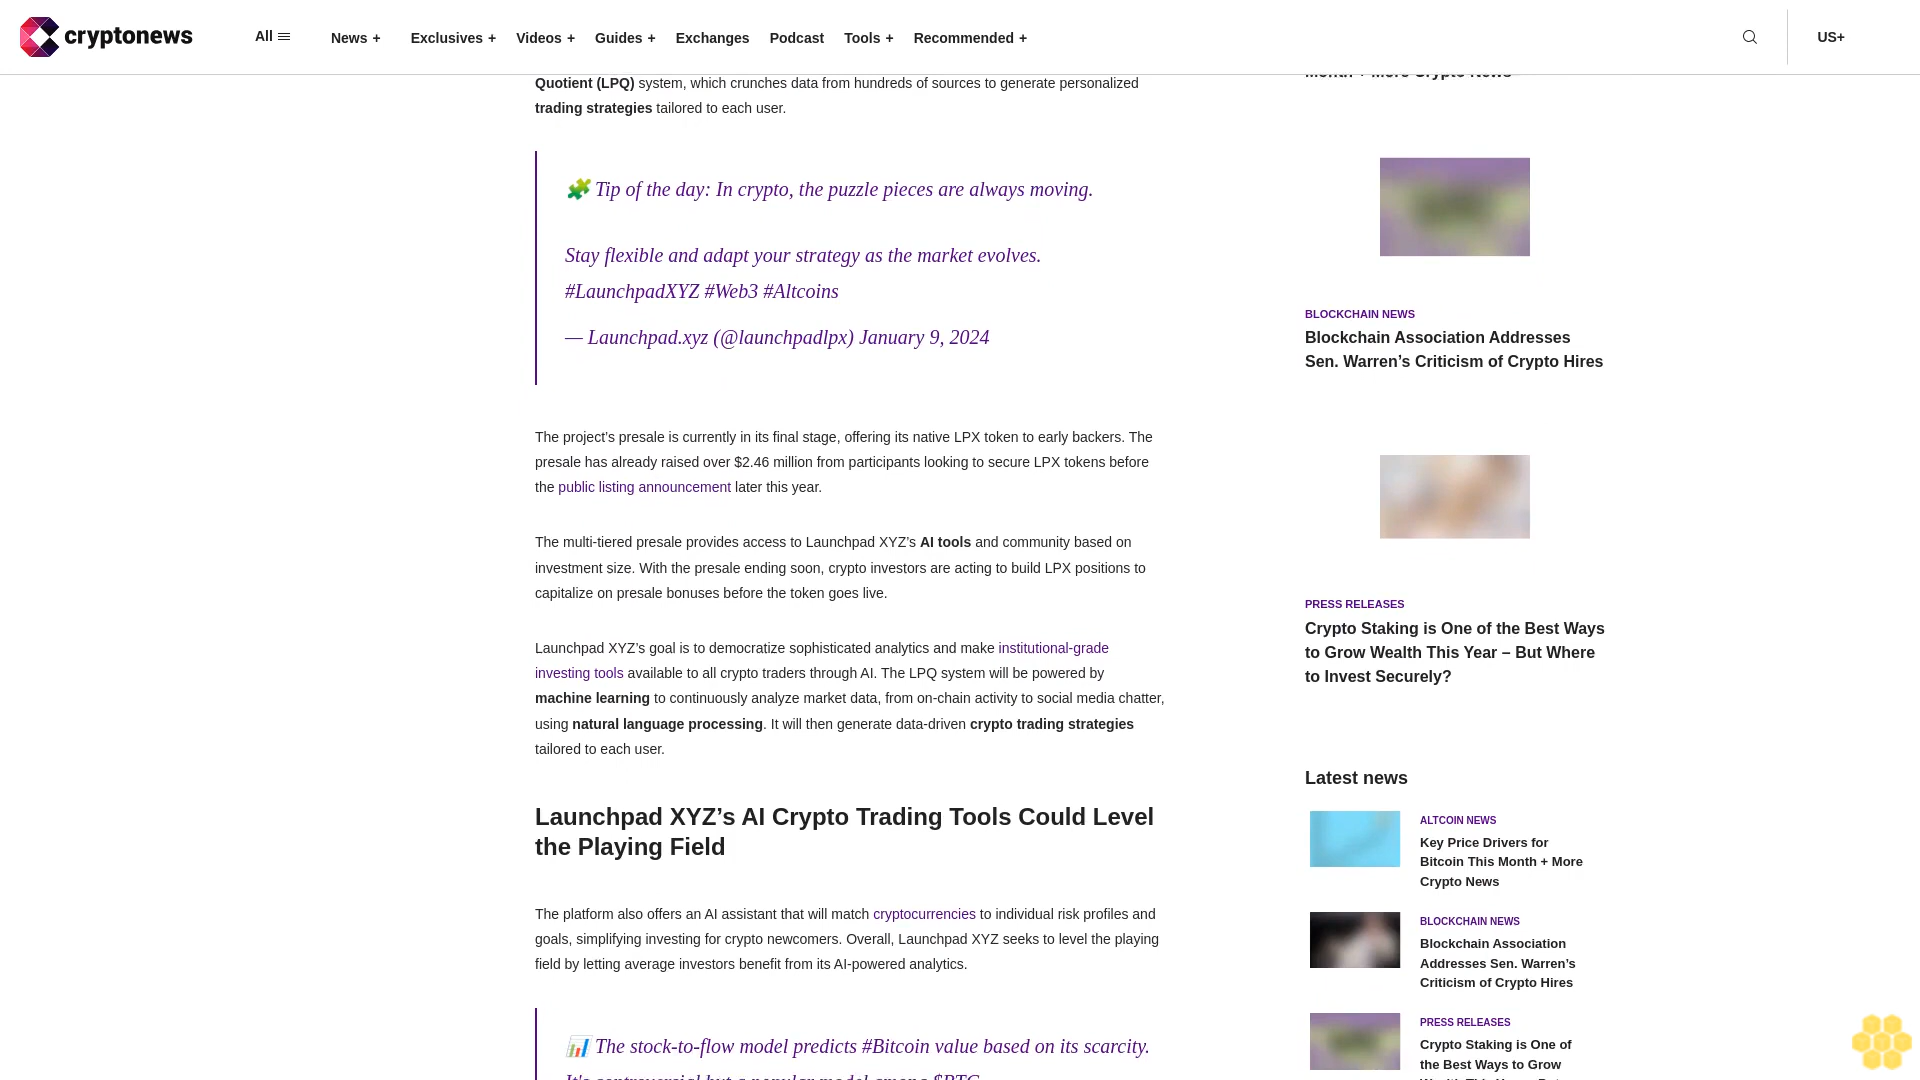 cryptonews
All
News +
Exclusives +
Videos +
Guides +
Exchanges
Podcast
Tools +
Recommended +
US+
Quotient (LPQ) system, which crunches data from hundreds of sources to generate personalized
trading strategies tailored to each user.
🧩 Tip of the day: In crypto, the puzzle pieces are always moving.
Stay flexible and adapt your strategy as the market evolves.
#LaunchpadXYZ #Web3 #Altcoins
— Launchpad.xyz (@launchpadlpx) January 9, 2024
The project’s presale is currently in its final stage, offering its native LPX token to early backers. The
presale has already raised over $2.46 million from participants looking to secure LPX tokens before
the public listing announcement later this year.
The multi-tiered presale provides access to Launchpad XYZ’s AI tools and community based on
investment size. With the presale ending soon, crypto investors are acting to build LPX positions to
capitalize on presale bonuses before the token goes live.
Launchpad XYZ’s goal is to democratize sophisticated analytics and make institutional-grade
investing tools available to all crypto traders through AI. The LPQ system will be powered by
machine learning to continuously analyze market data, from on-chain activity to social media chatter,
using natural language processing. It will then generate data-driven crypto trading strategies
tailored to each user.
Launchpad XYZ’s AI Crypto Trading Tools Could Level
the Playing Field
The platform also offers an AI assistant that will match cryptocurrencies to individual risk profiles and
goals, simplifying investing for crypto newcomers. Overall, Launchpad XYZ seeks to level the playing
field by letting average investors benefit from its AI-powered analytics.
📊 The stock-to-flow model predicts #Bitcoin value based on its scarcity.
It's controversial but a popular model among $BTC
Month + More Crypto News
BLOCKCHAIN NEWS
Blockchain Association Addresses
Sen. Warren’s Criticism of Crypto Hires
PRESS RELEASES
Crypto Staking is One of the Best Ways
to Grow Wealth This Year – But Where
to Invest Securely?
Latest news
ALTCOIN NEWS
Key Price Drivers for
Bitcoin This Month + More
Crypto News
BLOCKCHAIN NEWS
Blockchain Association
Addresses Sen. Warren’s
Criticism of Crypto Hires
PRESS RELEASES
Crypto Staking is One of
the Best Ways to Grow
Wealth This Year – But